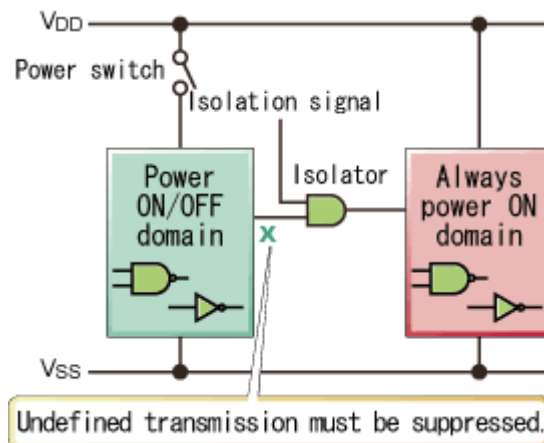 VDD
Power switch
Isolation signal
Isolator
Power
ON/OFF
domain
x
Always
power ON
domain
VSS
Undefined transmission must be suppressed.